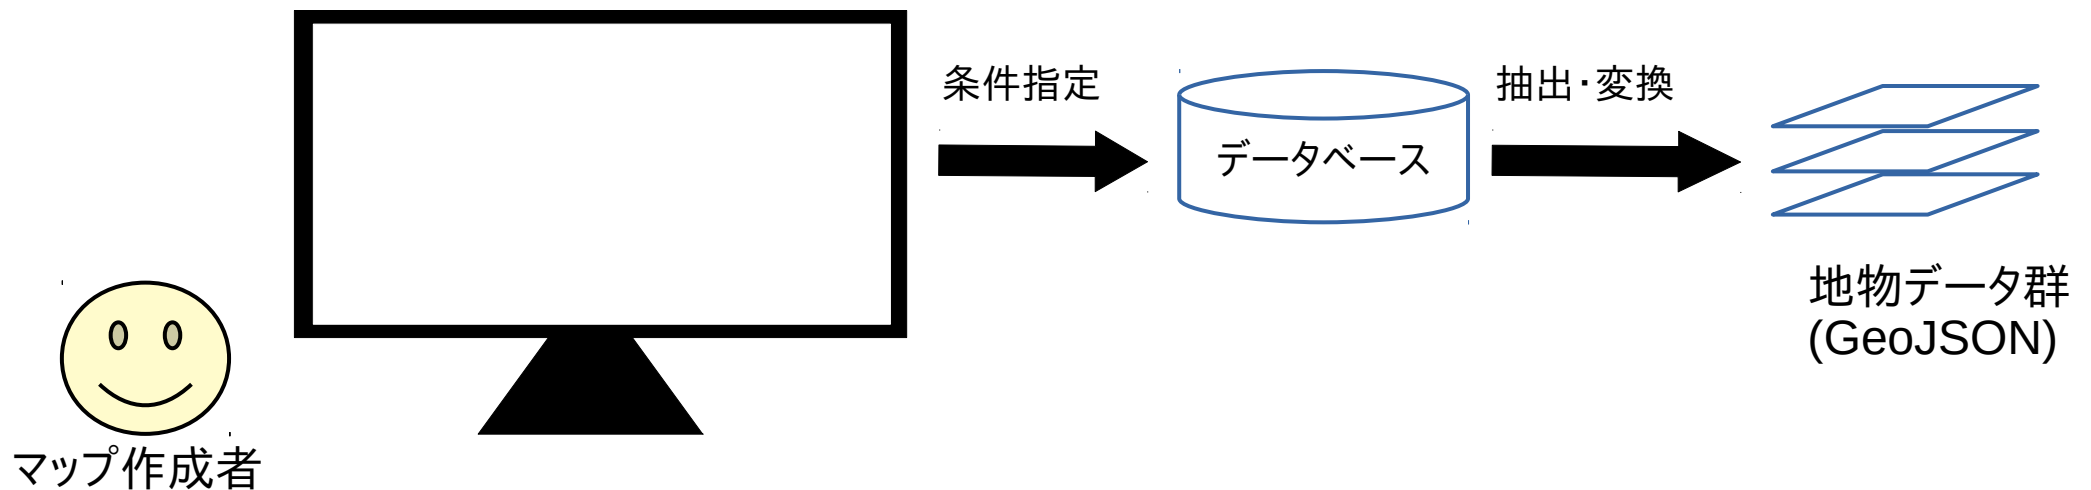 条件指定
抽出・変換
データベース
地物データ群
(GeoJSON)
マップ作成者